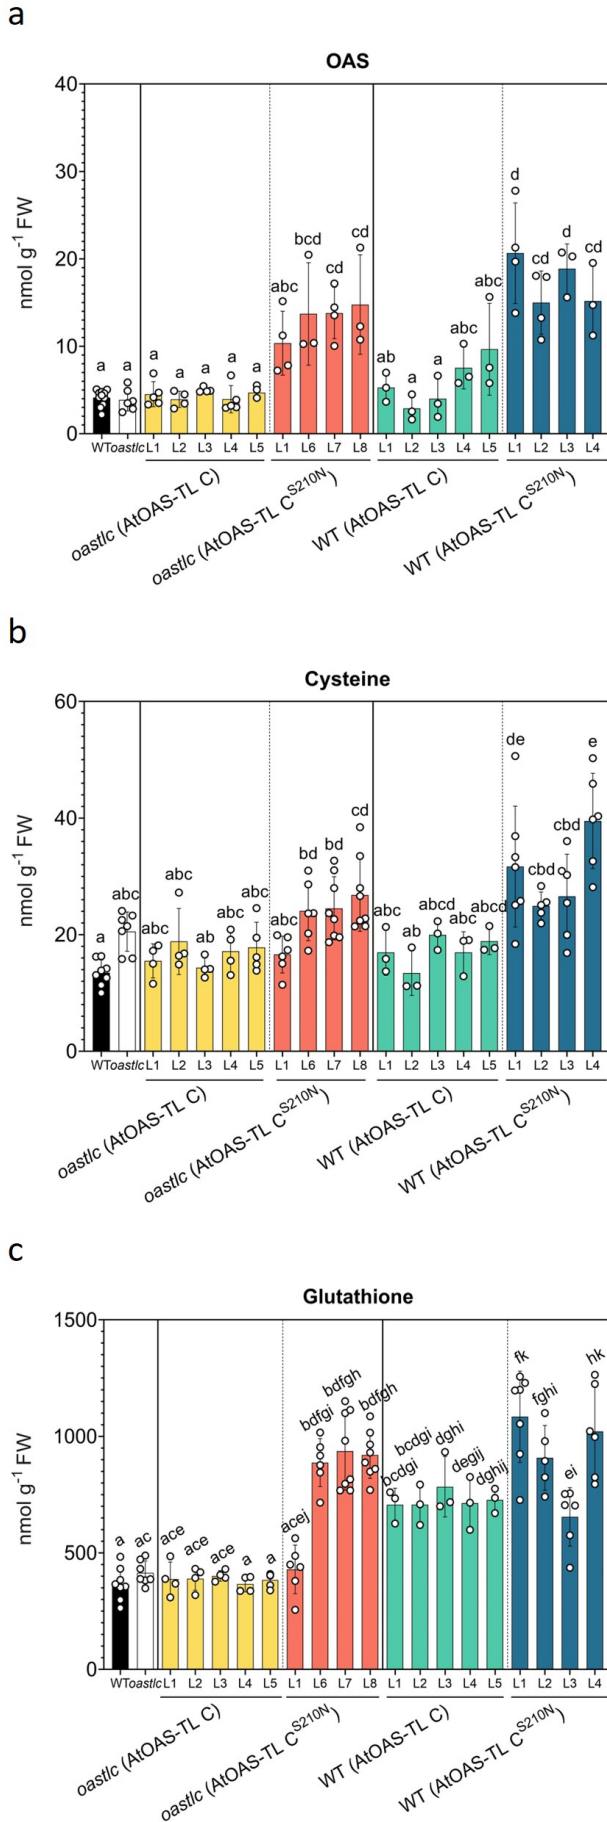 a
OAS
nmol g⁻¹ FW
40
30
20
10
0
a a a a a a a abc bcd cd cd ab a a abc abc d cd d cd
WT oastlc L1 L2 L3 L4 L5 L1 L6 L7 L8 L1 L2 L3 L4 L5 L1 L2 L3 L4
oastlc (AtOAS-TL C)
oastlc (AtOAS-TL C^S210N)
WT (AtOAS-TL C)
WT (AtOAS-TL C^S210N)
b
Cysteine
nmol g⁻¹ FW
60
40
20
0
a abc abc abc ab abc abc abc bd bd cd abc ab abcd abc abcd de cbd cbd e
WT oastlc L1 L2 L3 L4 L5 L1 L6 L7 L8 L1 L2 L3 L4 L5 L1 L2 L3 L4
oastlc (AtOAS-TL C)
oastlc (AtOAS-TL C^S210N)
WT (AtOAS-TL C)
WT (AtOAS-TL C^S210N)
c
Glutathione
nmol g⁻¹ FW
1500
1000
500
0
a ac ace ace ace a a acej bdfgi bdfgh bdfgh bcdgi bcdgi dghi degij dghij fk fghi ei hk
WT oastlc L1 L2 L3 L4 L5 L1 L6 L7 L8 L1 L2 L3 L4 L5 L1 L2 L3 L4
oastlc (AtOAS-TL C)
oastlc (AtOAS-TL C^S210N)
WT (AtOAS-TL C)
WT (AtOAS-TL C^S210N)